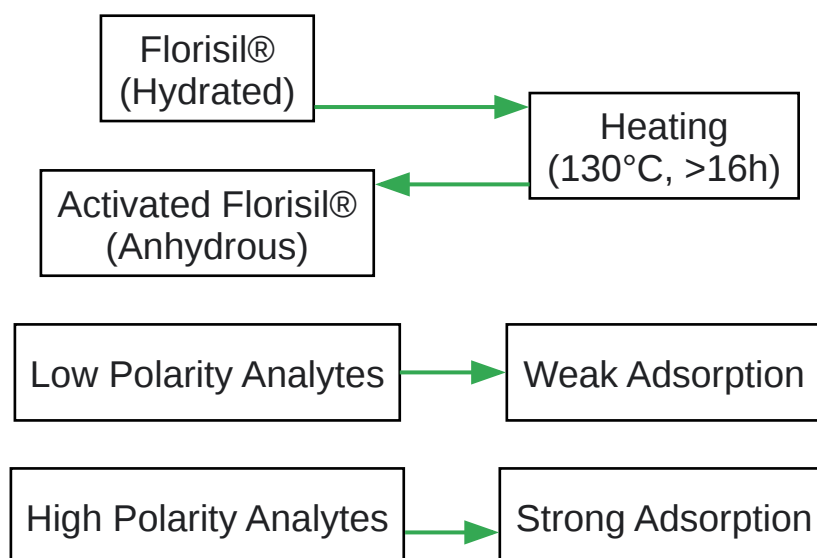 Florisil®
(Hydrated)
Heating
(130°C, >16h)
Activated Florisil®
(Anhydrous)
Low Polarity Analytes
Weak Adsorption
High Polarity Analytes
Strong Adsorption